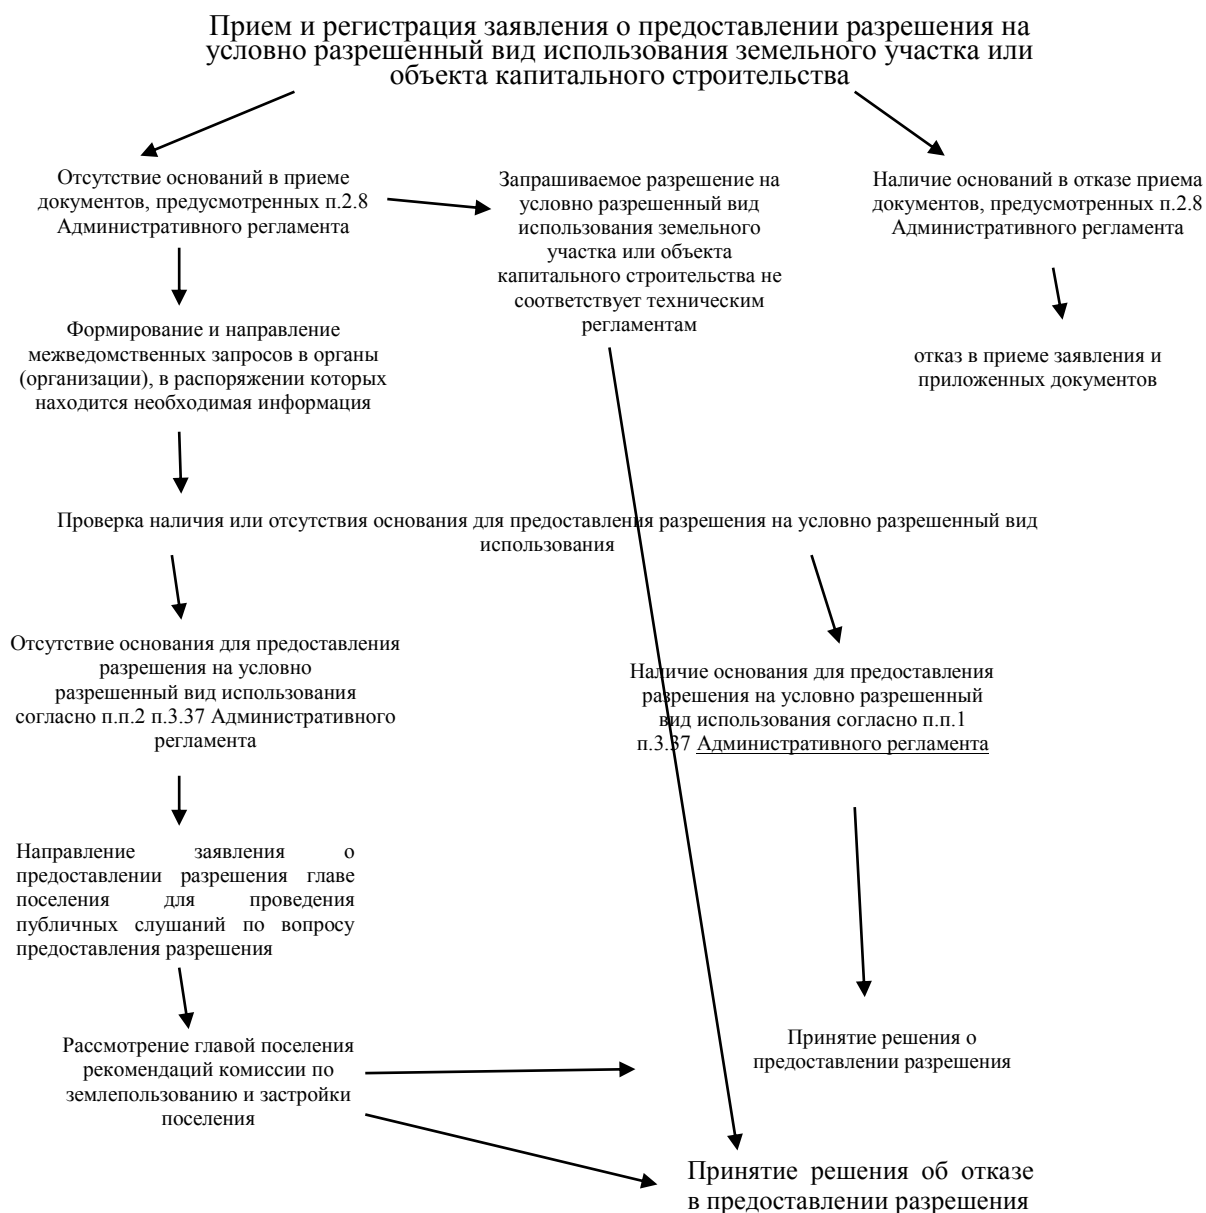 Прием и регистрация заявления о предоставлении разрешения на
условно разрешенный вид использования земельного участка или
объекта капитального строительства
Отсутствие оснований в приеме
документов, предусмотренных п.2.8
Административного регламента
Запрашиваемое разрешение на
условно разрешенный вид
использования земельного
участка или объекта
капитального строительства не
соответствует техническим
регламентам
Наличие оснований в отказе приема
документов, предусмотренных п.2.8
Административного регламента
Формирование и направление
межведомственных запросов в органы
(организации), в распоряжении которых
находится необходимая информация
отказ в приеме заявления и
приложенных документов
Проверка наличия или отсутствия основания для предоставления разрешения на условно разрешенный вид
использования
Отсутствие основания для предоставления
разрешения на условно
разрешенный вид использования
согласно п.п.2 п.3.37 Административного
регламента
Наличие основания для предоставления
разрешения на условно разрешенный
вид использования согласно п.п.1
п.3.37 Административного регламента
Направление заявления о
предоставлении разрешения главе
поселения для проведения
публичных слушаний по вопросу
предоставления разрешения
Рассмотрение главой поселения
рекомендаций комиссии по
землепользованию и застройки
поселения
Принятие решения о
предоставлении разрешения
Принятие решения об отказе
в предоставлении разрешения